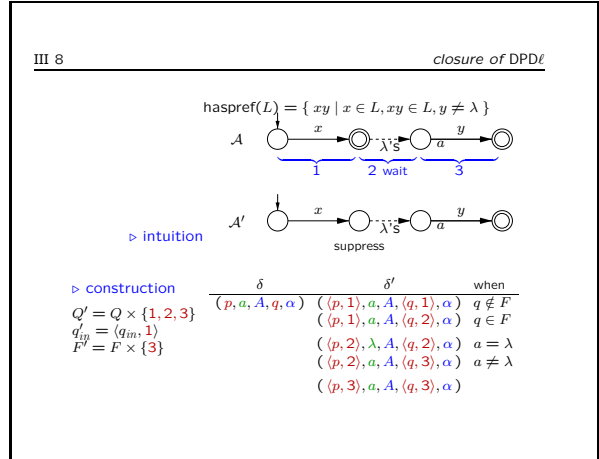 III 8 closure of DPDℓ
haspref(L) = { xy | x ∈ L, xy ∈ L, y ≠ λ }
A x λ's a y
1 2 wait 3
A′ x λ's a y
▷ intuition
suppress
▷ construction δ δ′ when
( p, a, A, q, α ) ( ⟨p, 1⟩, a, A, ⟨q, 1⟩, α ) q ∉ F
Q′ = Q × {1, 2, 3} ( ⟨p, 1⟩, a, A, ⟨q, 2⟩, α ) q ∈ F
q′in = ⟨qin, 1⟩
F′ = F × {3} ( ⟨p, 2⟩, λ, A, ⟨q, 2⟩, α ) a = λ
( ⟨p, 2⟩, a, A, ⟨q, 3⟩, α ) a ≠ λ
( ⟨p, 3⟩, a, A, ⟨q, 3⟩, α )